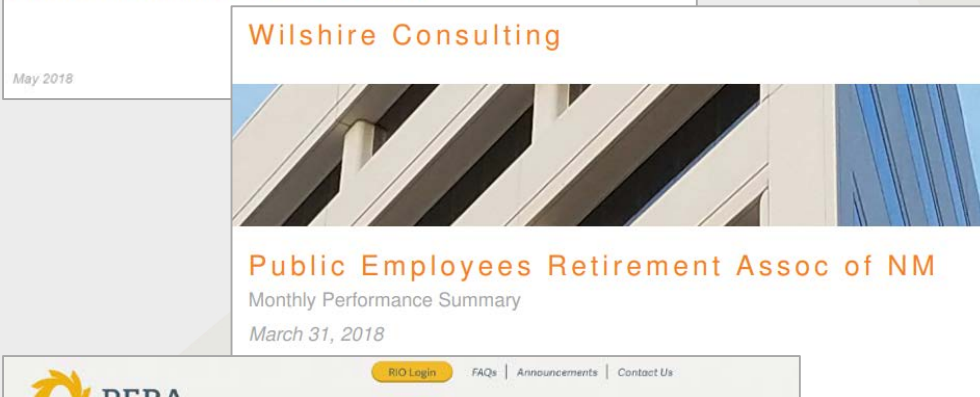 Wilshire Consulting
May 2018
Public Employees Retirement Assoc of NM
Monthly Performance Summary
March 31, 2018
RIO Login FAQs | Announcements | Contact Us
PERA